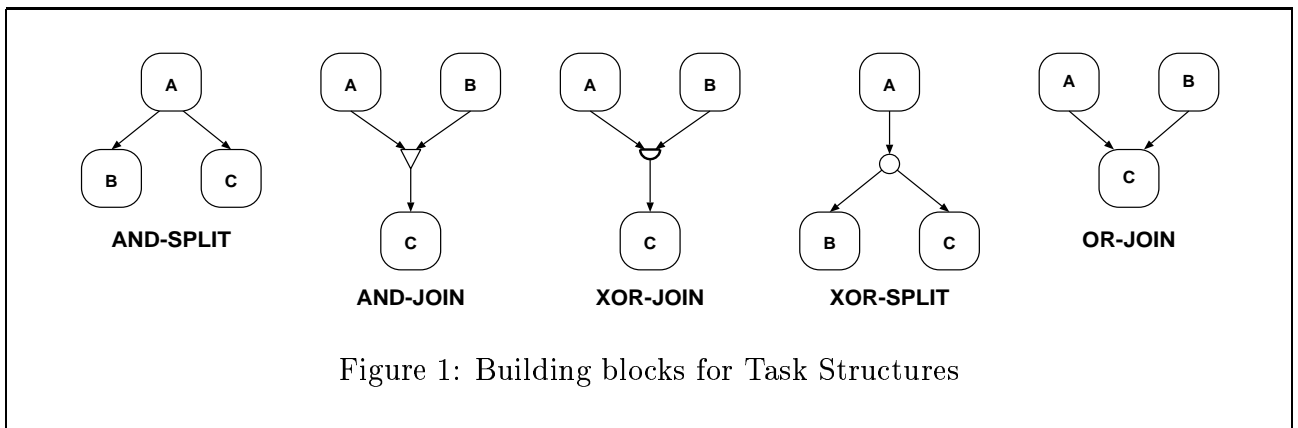 A
B
C
AND-SPLIT
A
B
C
AND-JOIN
A
B
C
XOR-JOIN
A
B
C
XOR-SPLIT
A
B
C
OR-JOIN
Figure 1: Building blocks for Task Structures